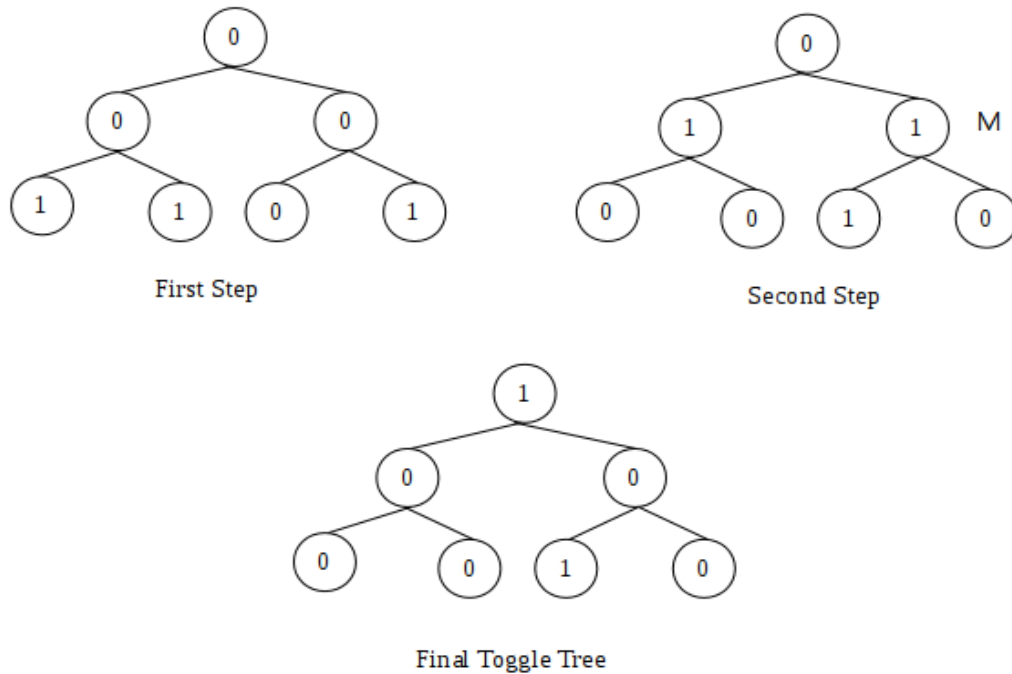 0
0
0 0
1 1 M
1 1 0 1
0 0 1 0
First Step
Second Step
1
0 0
0 0 1 0
Final Toggle Tree